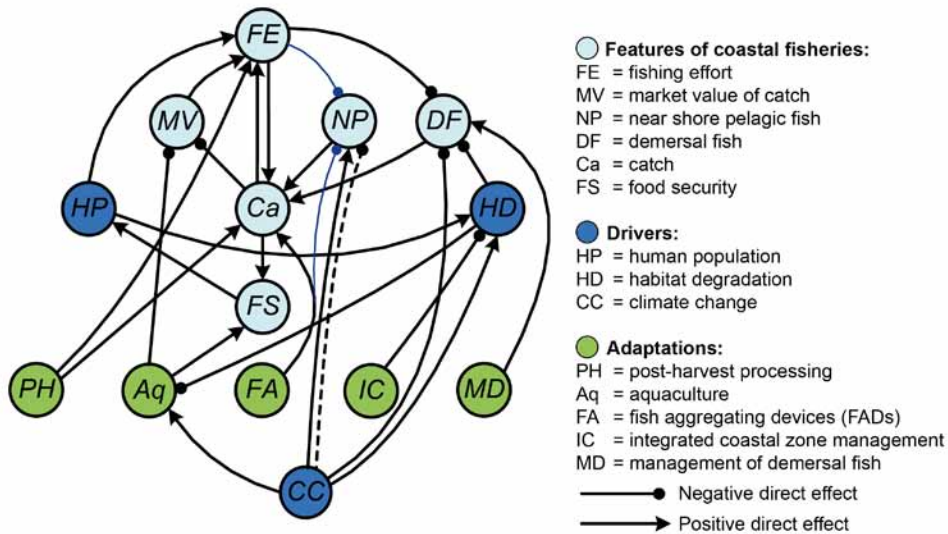 FE
MV
NP
DF
HP
Ca
HD
FS
PH
Aq
FA
IC
MD
CC
Features of coastal fisheries:
FE = fishing effort
MV = market value of catch
NP = near shore pelagic fish
DF = demersal fish
Ca = catch
FS = food security
Drivers:
HP = human population
HD = habitat degradation
CC = climate change
Adaptations:
PH = post-harvest processing
Aq = aquaculture
FA = fish aggregating devices (FADs)
IC = integrated coastal zone management
MD = management of demersal fish
Negative direct effect
Positive direct effect